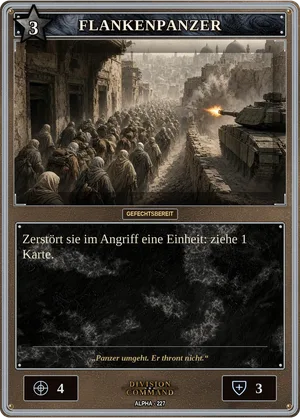 3
FLANKENPANZER
GEFECHTSBEREIT
Zerstört sie im Angriff eine Einheit: ziehe 1
Karte.
„Panzer umgeht. Er thront nicht.“
4
DIVISION
COMMAND
ALPHA · 227
3